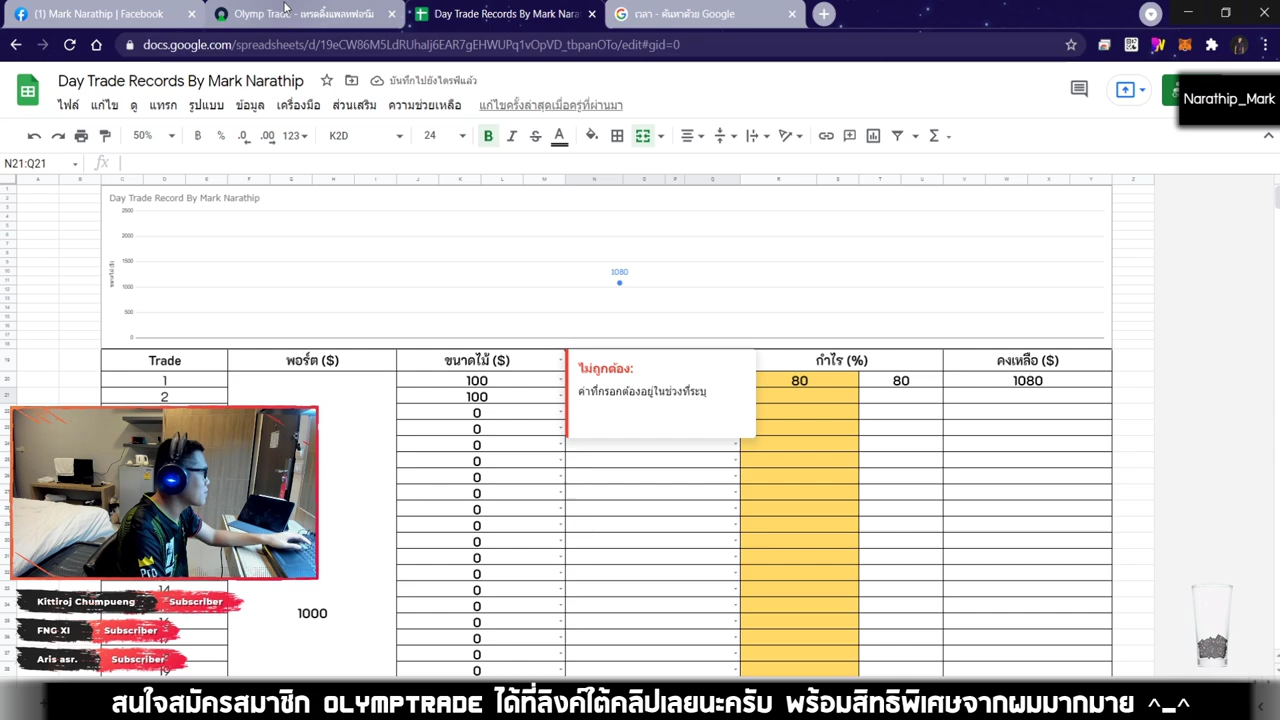 (1) Mark Narathip | Facebook
Olymp Trade - เทรดดิ้งแพลทฟอร์ม
Day Trade Records By Mark Nara
เวลา - ค้นหาด้วย Google
docs.google.com/spreadsheets/d/19eCW86M5LdRUhaIj6EAR7gEHWUPq1vOpVD_tbpanOTo/edit#gid=0
Day Trade Records By Mark Narathip
บันทึกไปยังไดรฟ์แล้ว
ไฟล์ แก้ไข ดู แทรก รูปแบบ ข้อมูล เครื่องมือ ส่วนเสริม ความช่วยเหลือ แก้ไขครั้งล่าสุดเมื่อครู่ที่ผ่านมา
Narathip_Mark
50% B % .0 .00 123 K2D 24 B I S A
N21:Q21 fx
A B C D E F G H I J K L M N O P Q R S T U V W X Y Z
Day Trade Record By Mark Narathip
2500
2000
1500
1000
500
0
1080
Trade พอร์ต ($) ขนาดไม้ ($) กำไร (%) คงเหลือ ($)
ไม่ถูกต้อง:
ค่าที่กรอกต้องอยู่ในช่วงที่ระบุ
1 100 80 80 1080
2 100
0
0
0
0
0
0
0
0
0
0
0
14 0
1000 0
16 0
0
0
19 0
Kittiroj Chumpueng Subscriber
FNG XI Subscriber
Aris asr. Subscriber
Pro
สนใจสมัครสมาชิก OLYMPTRADE ได้ที่ลิงค์ใต้คลิปเลยนะครับ พร้อมสิทธิพิเศษจากผมมากมาย ^_^